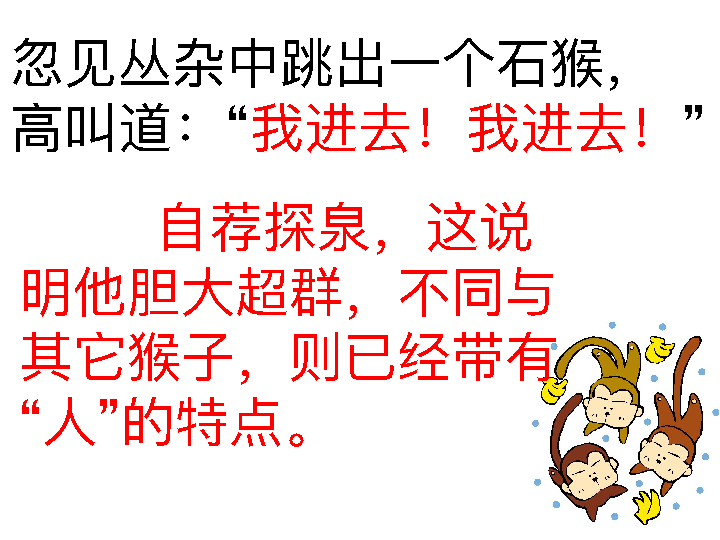 忽见丛杂中跳出一个石猴，
高叫道：“我进去！我进去！”
自荐探泉，这说
明他胆大超群，不同与
其它猴子，则已经带有
“人”的特点。